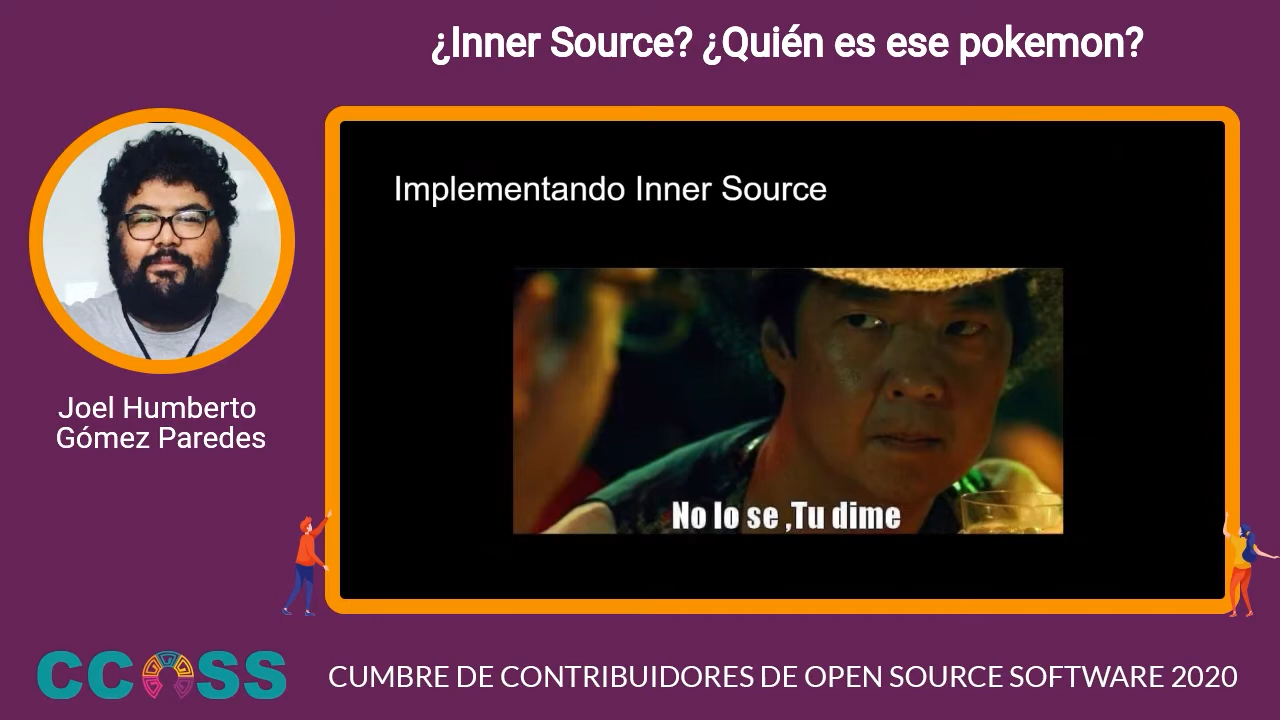 ¿Inner Source? ¿Quién es ese pokemon?
Implementando Inner Source
No lo se ,Tu dime
Joel Humberto
Gómez Paredes
CCOSS
CUMBRE DE CONTRIBUIDORES DE OPEN SOURCE SOFTWARE 2020